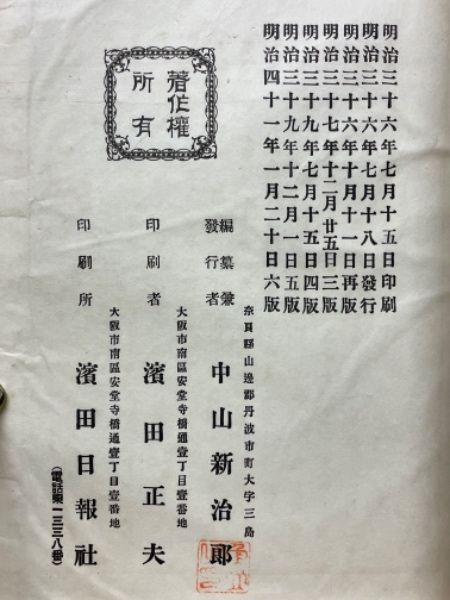 明治三十六年七月十五日印刷
明治三十六年七月十八日發行
明治三十六年十月十一日再版
明治三十七年十二月廿五日三版
明治三十九年七月十五日四版
明治三十九年十二月一日五版
明治四十一年一月二十日六版
著作權
所有
奈良縣山邊郡丹波市町大字三島
編纂兼
發行者
中山新治郎
大阪市南區安堂寺橋通壹丁目壹番地
印刷者
濱田正夫
大阪市南區安堂寺橋通壹丁目壹番地
印刷所
濱田日報社
(電話東一三三八番)